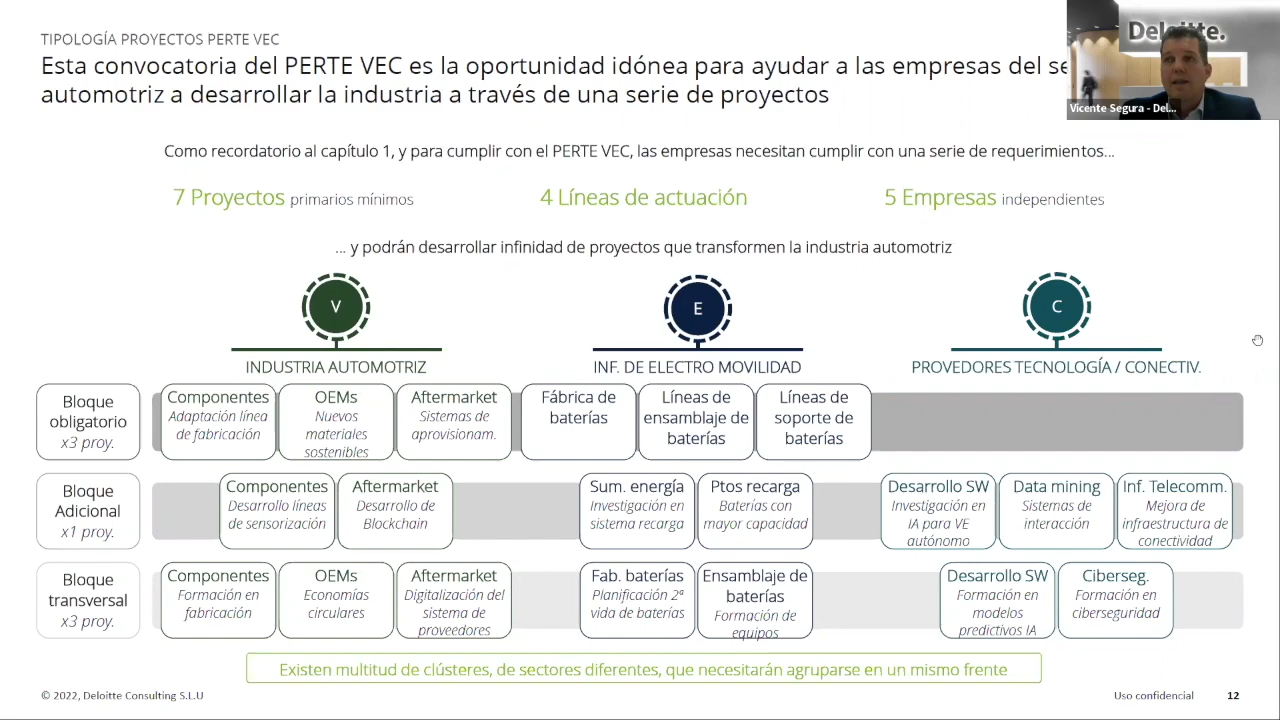 TIPOLOGÍA PROYECTOS PERTE VEC
Esta convocatoria del PERTE VEC es la oportunidad idónea para ayudar a las empresas del
automotriz a desarrollar la industria a través de una serie de proyectos
Deloitte.
Vicente Segura - Del...
Como recordatorio al capítulo 1, y para cumplir con el PERTE VEC, las empresas necesitan cumplir con una serie de requerimientos...
7 Proyectos primarios mínimos
4 Líneas de actuación
5 Empresas independientes
... y podrán desarrollar infinidad de proyectos que transformen la industria automotriz
V
E
C
INDUSTRIA AUTOMOTRIZ
INF. DE ELECTRO MOVILIDAD
PROVEDORES TECNOLOGÍA / CONECTIV.
Bloque
obligatorio
x3 proy.
Componentes
Adaptación línea
de fabricación
OEMs
Nuevos
materiales
sostenibles
Aftermarket
Sistemas de
aprovisionam.
Fábrica de
baterías
Líneas de
ensamblaje de
baterías
Líneas de
soporte de
baterías
Bloque
Adicional
x1 proy.
Componentes
Desarrollo líneas
de sensorización
Aftermarket
Desarrollo de
Blockchain
Sum. energía
Investigación en
sistema recarga
Ptos recarga
Baterías con
mayor capacidad
Desarrollo SW
Investigación en
IA para VE
autónomo
Data mining
Sistemas de
interacción
Inf. Telecomm.
Mejora de
infraestructura de
conectividad
Bloque
transversal
x3 proy.
Componentes
Formación en
fabricación
OEMs
Economías
circulares
Aftermarket
Digitalización del
sistema de
proveedores
Fab. baterías
Planificación 2ª
vida de baterías
Ensamblaje de
baterías
Formación de
equipos
Desarrollo SW
Formación en
modelos
predictivos IA
Ciberseg.
Formación en
ciberseguridad
Existen multitud de clústeres, de sectores diferentes, que necesitarán agruparse en un mismo frente
© 2022, Deloitte Consulting S.L.U
Uso confidencial
12